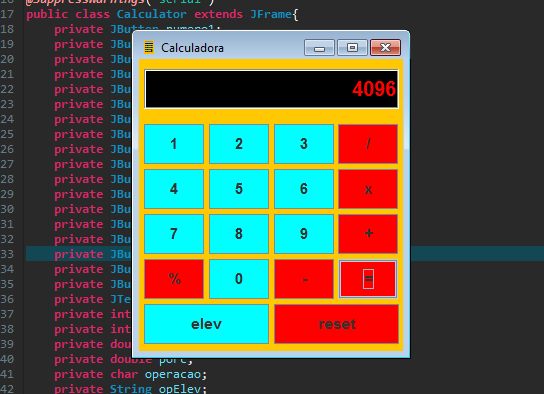 16 @SuppressWarnings("serial")
17 public class Calculator extends JFrame{
18 private JButton numero1;
19 private JBu
20 private JBu
21 private JBu
22 private JBu
23 private JBu
24 private JBu
25 private JBu
26 private JBu
27 private JBu
28 private JBu
29 private JBu
30 private JBu
31 private JBu
32 private JBu
33 private JBu
34 private JBu
35 private JBu
36 private JTe
37 private int
38 private int
39 private dou
40 private double porc;
41 private char operacao;
42 private String opElev;
Calculadora
4096
1 2 3 /
4 5 6 x
7 8 9 +
% 0 - =
elev reset